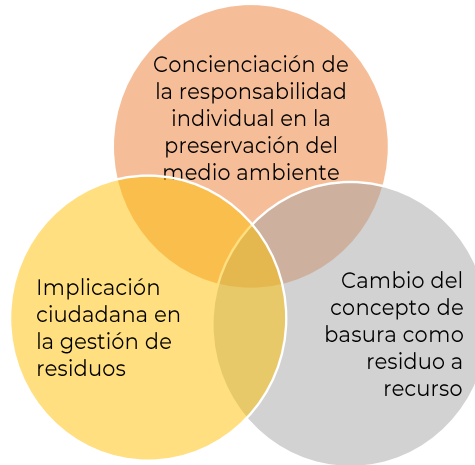 Concienciación de
la responsabilidad
individual en la
preservación del
medio ambiente
Implicación
ciudadana en
la gestión de
residuos
Cambio del
concepto de
basura como
residuo a
recurso